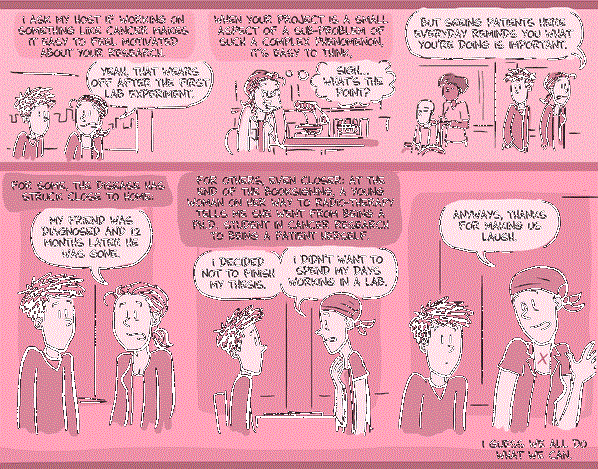 I ASK MY HOST IF WORKING ON
SOMETHING LIKE CANCER MAKES
IT EASY TO FEEL MOTIVATED
ABOUT YOUR RESEARCH.
YEAH, THAT WEARS
OFF AFTER THE FIRST
LAB EXPERIMENT.
WHEN YOUR PROJECT IS A SMALL
ASPECT OF A SUB-PROBLEM OF
SUCH A COMPLEX PHENOMENON,
IT'S EASY TO THINK,
SIGH...
WHAT'S THE
POINT?
BUT SEEING PATIENTS HERE
EVERYDAY REMINDS YOU WHAT
YOU'RE DOING IS IMPORTANT.
FOR SOME, THE DISEASE HAS
STRUCK CLOSE TO HOME.
MY FRIEND WAS
DIAGNOSED AND 12
MONTHS LATER HE
WAS GONE.
FOR OTHERS, EVEN CLOSER: AT THE
END OF THE BOOKSIGNING, A YOUNG
WOMAN ON HER WAY TO RADIO-THERAPY
TELLS ME SHE WENT FROM BEING A
PH.D. STUDENT IN CANCER RESEARCH
TO BEING A PATIENT HERSELF.
I DECIDED
NOT TO FINISH
MY THESIS.
I DIDN'T WANT TO
SPEND MY DAYS
WORKING IN A LAB.
ANYWAYS, THANKS
FOR MAKING US
LAUGH.
I GUESS WE ALL DO
WHAT WE CAN.